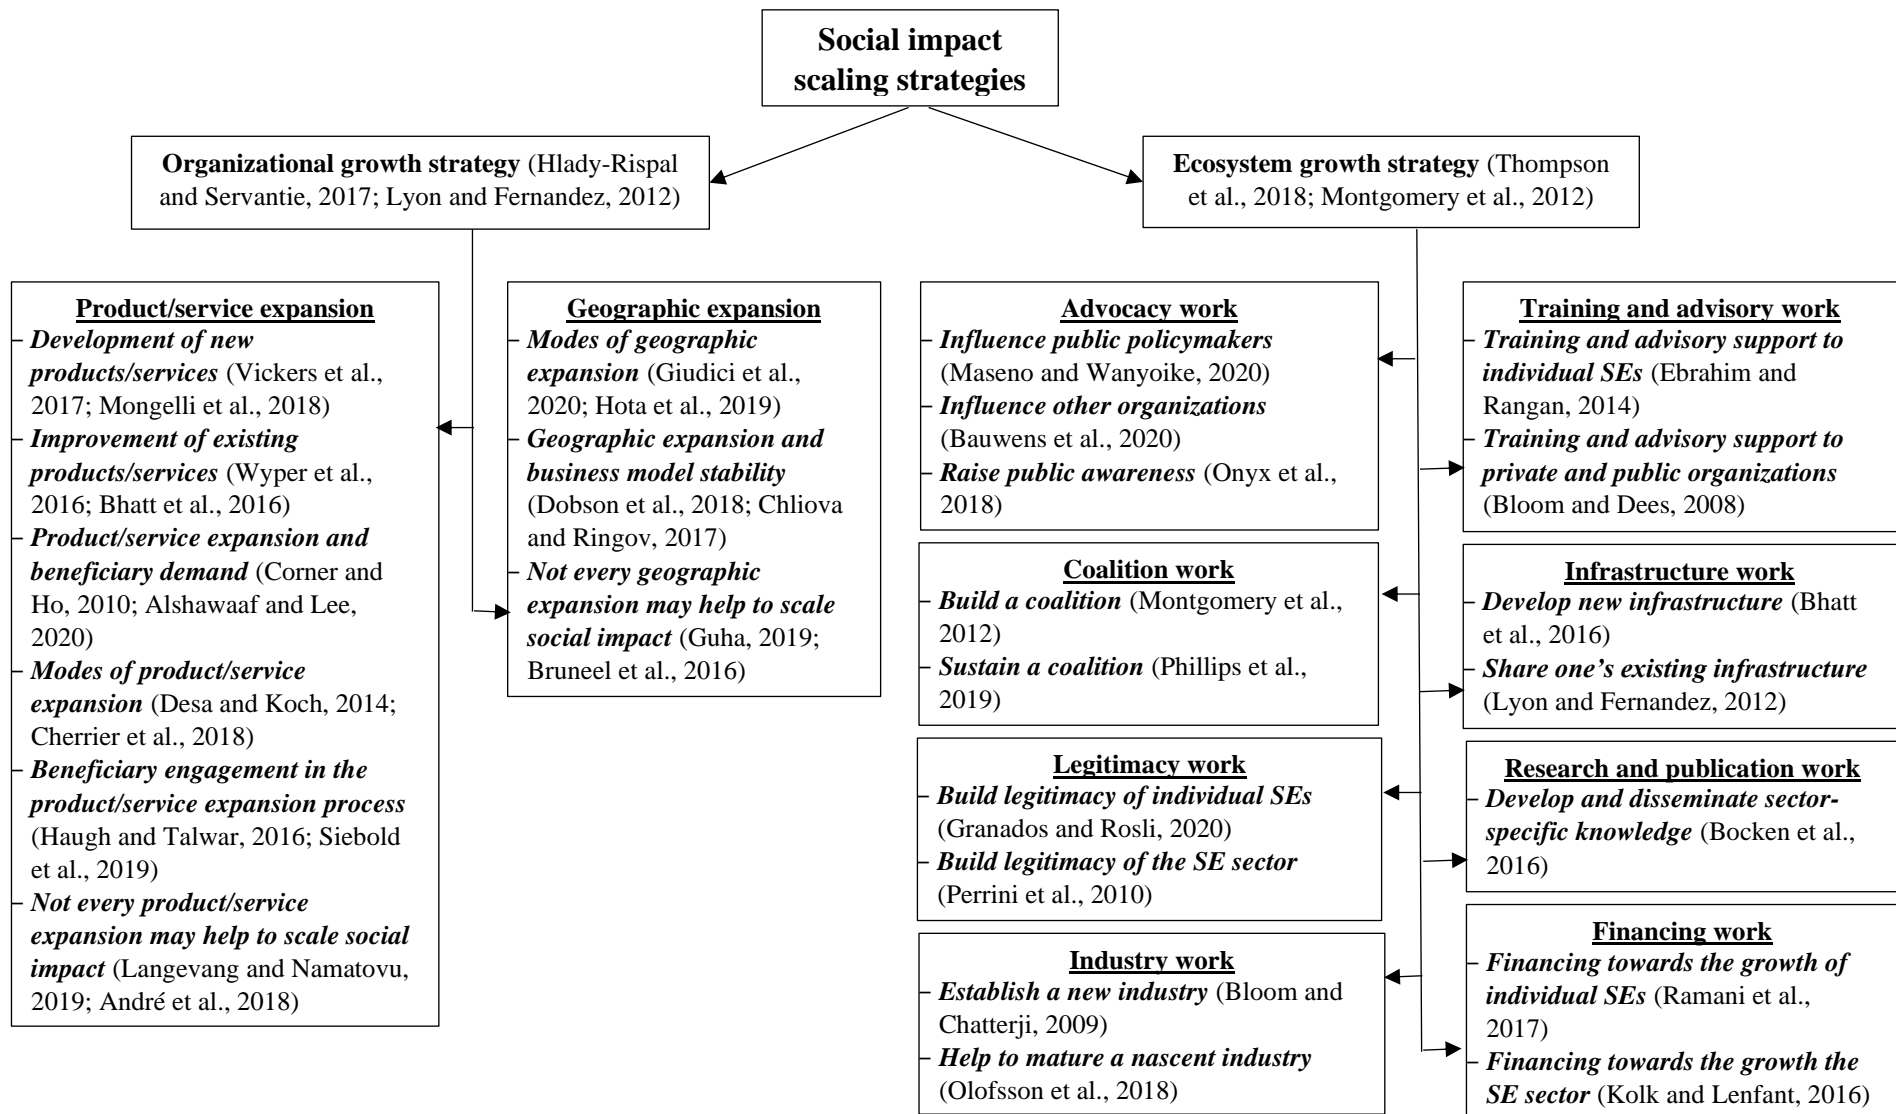 Social impact
scaling strategies
Organizational growth strategy (Hlady-Rispal
and Servantie, 2017; Lyon and Fernandez, 2012)
Ecosystem growth strategy (Thompson
et al., 2018; Montgomery et al., 2012)
Product/service expansion
– Development of new
products/services (Vickers et al.,
2017; Mongelli et al., 2018)
– Improvement of existing
products/services (Wyper et al.,
2016; Bhatt et al., 2016)
– Product/service expansion and
beneficiary demand (Corner and
Ho, 2010; Alshawaaf and Lee,
2020)
– Modes of product/service
expansion (Desa and Koch, 2014;
Cherrier et al., 2018)
– Beneficiary engagement in the
product/service expansion process
(Haugh and Talwar, 2016; Siebold
et al., 2019)
– Not every product/service
expansion may help to scale social
impact (Langevang and Namatovu,
2019; André et al., 2018)
Geographic expansion
– Modes of geographic
expansion (Giudici et al.,
2020; Hota et al., 2019)
– Geographic expansion and
business model stability
(Dobson et al., 2018; Chliova
and Ringov, 2017)
– Not every geographic
expansion may help to scale
social impact (Guha, 2019;
Bruneel et al., 2016)
Advocacy work
– Influence public policymakers
(Maseno and Wanyoike, 2020)
– Influence other organizations
(Bauwens et al., 2020)
– Raise public awareness (Onyx et al.,
2018)
Coalition work
– Build a coalition (Montgomery et al.,
2012)
– Sustain a coalition (Phillips et al.,
2019)
Legitimacy work
– Build legitimacy of individual SEs
(Granados and Rosli, 2020)
– Build legitimacy of the SE sector
(Perrini et al., 2010)
Industry work
– Establish a new industry (Bloom and
Chatterji, 2009)
– Help to mature a nascent industry
(Olofsson et al., 2018)
Training and advisory work
– Training and advisory support to
individual SEs (Ebrahim and
Rangan, 2014)
– Training and advisory support to
private and public organizations
(Bloom and Dees, 2008)
Infrastructure work
– Develop new infrastructure (Bhatt
et al., 2016)
– Share one’s existing infrastructure
(Lyon and Fernandez, 2012)
Research and publication work
– Develop and disseminate sector-
specific knowledge (Bocken et al.,
2016)
Financing work
– Financing towards the growth of
individual SEs (Ramani et al.,
2017)
– Financing towards the growth the
SE sector (Kolk and Lenfant, 2016)